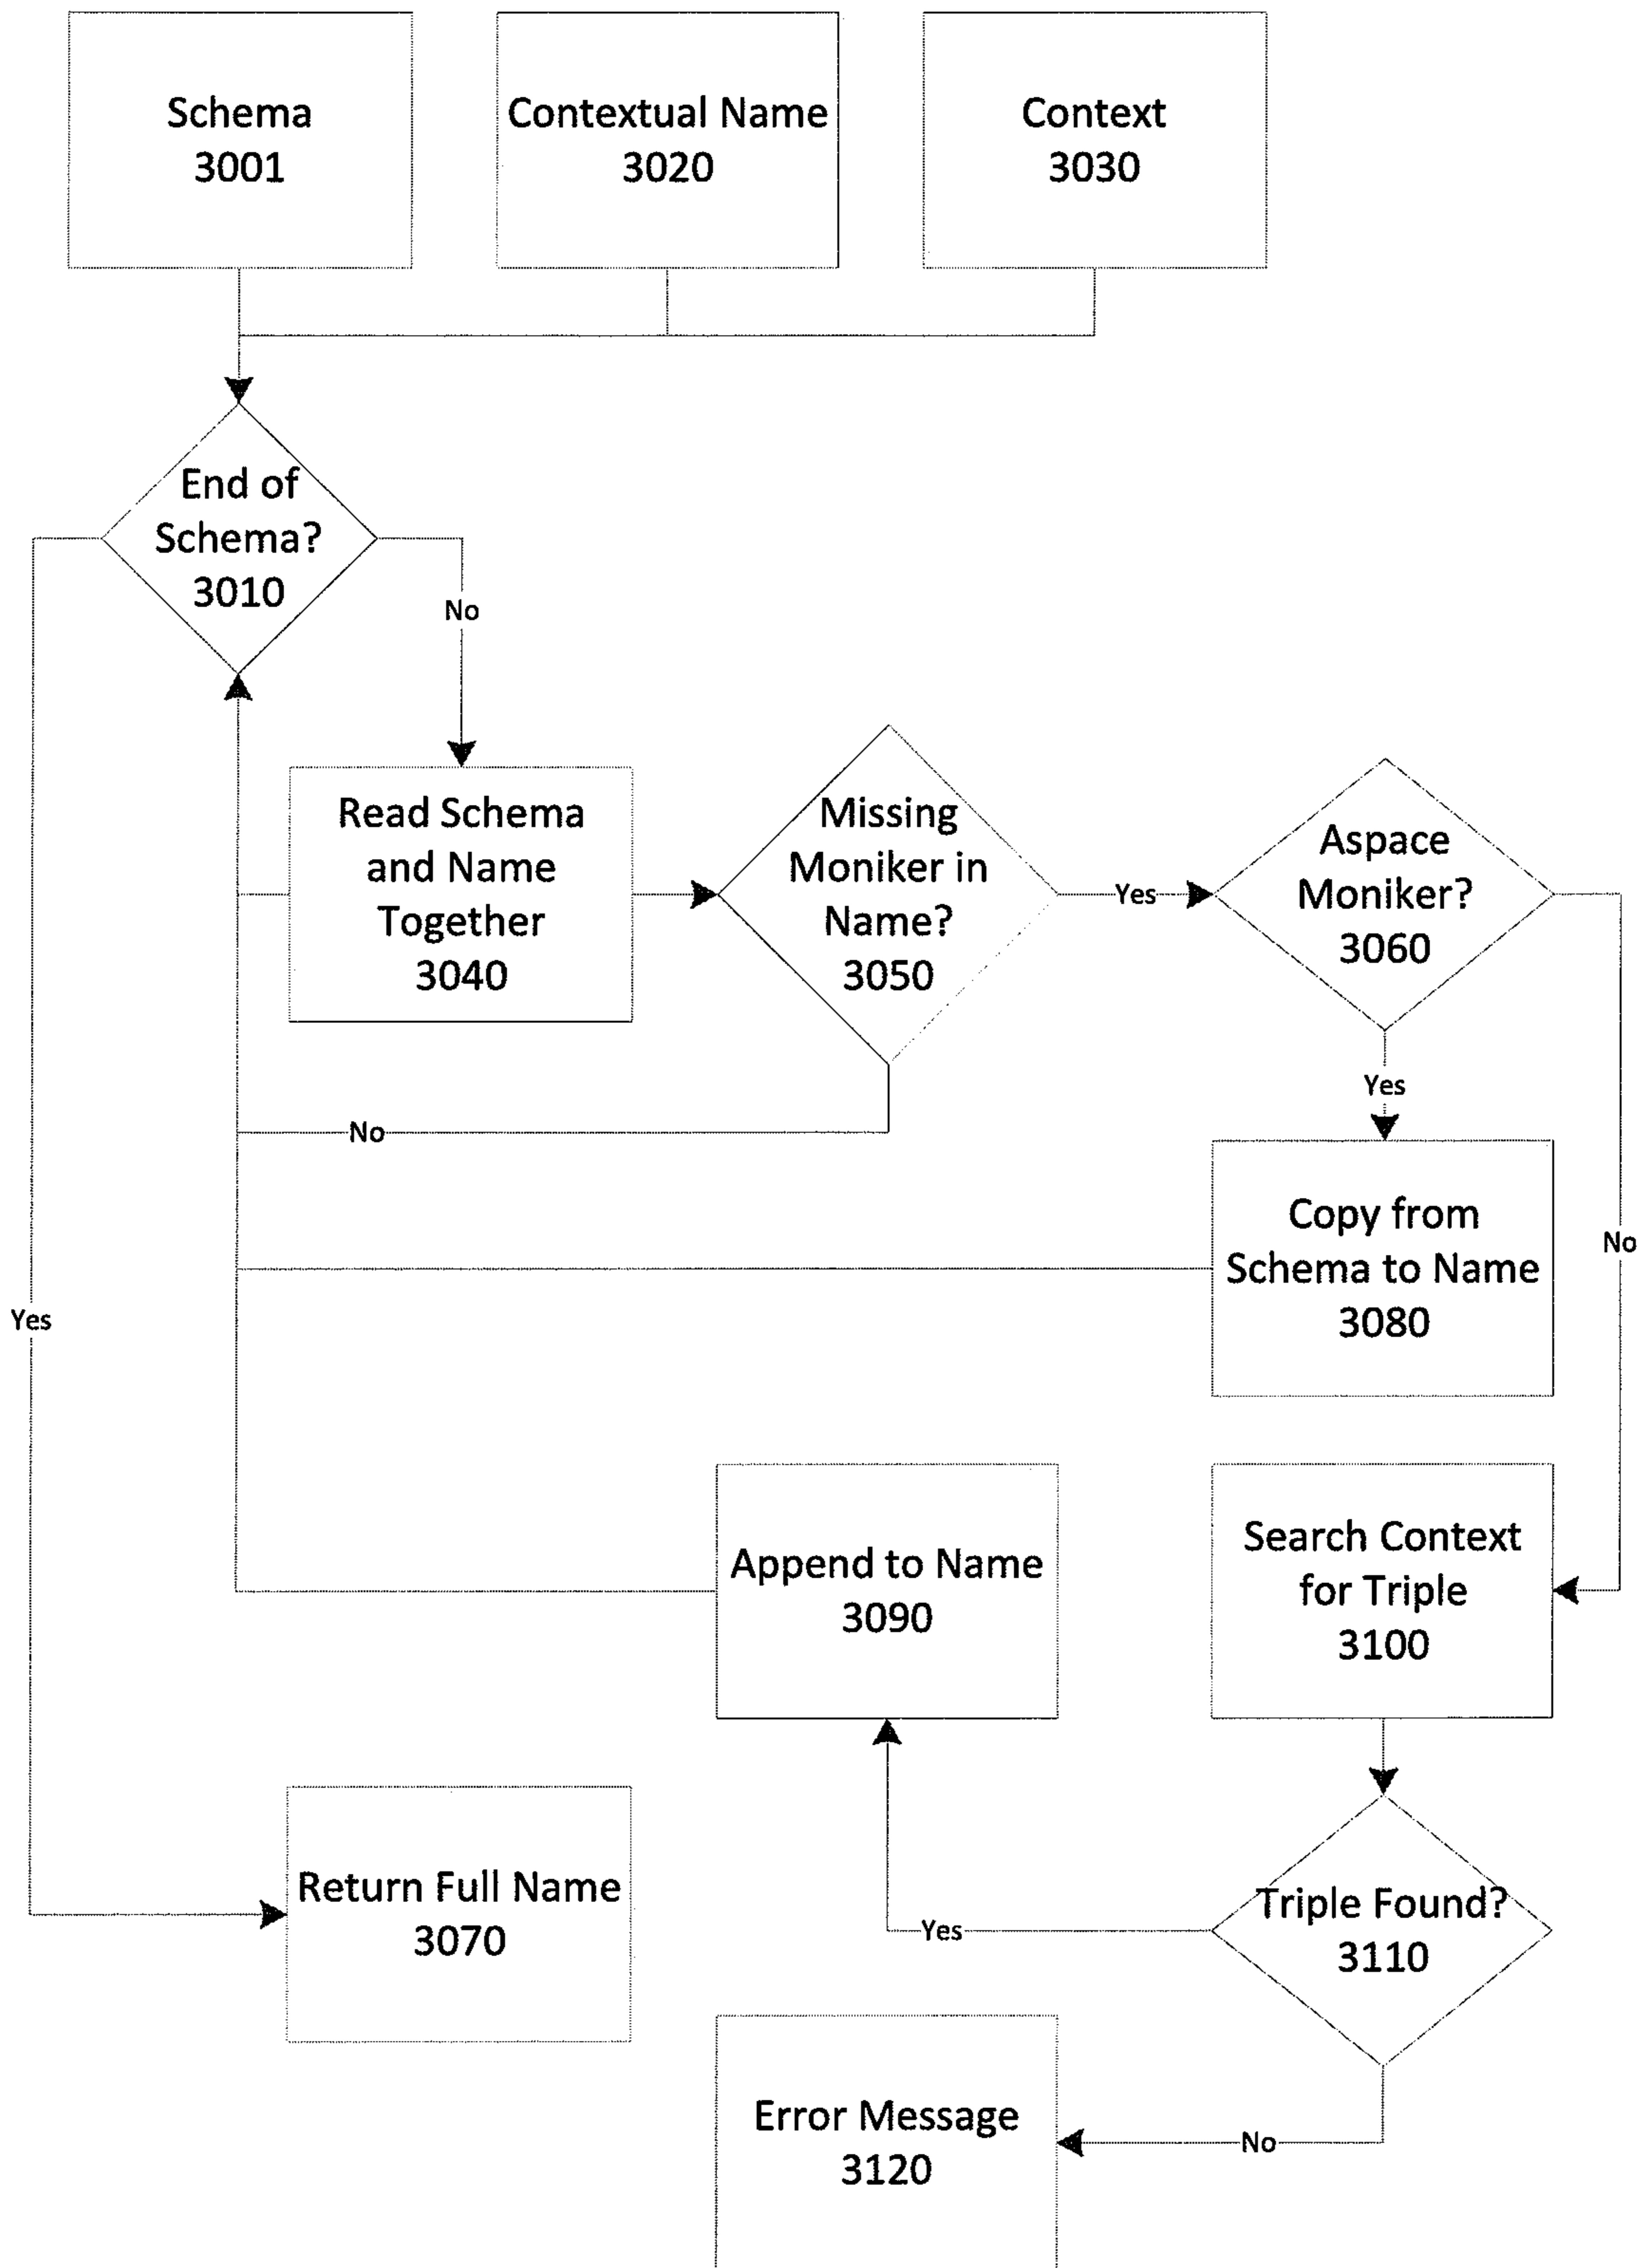 Schema
3001
Contextual Name
3020
Context
3030
End of
Schema?
3010
No
Read Schema
and Name
Together
3040
Missing
Moniker in
Name?
3050
Yes
Aspace
Moniker?
3060
Yes
No
No
Copy from
Schema to Name
3080
Yes
Append to Name
3090
Search Context
for Triple
3100
Return Full Name
3070
Yes
Triple Found?
3110
Error Message
3120
No